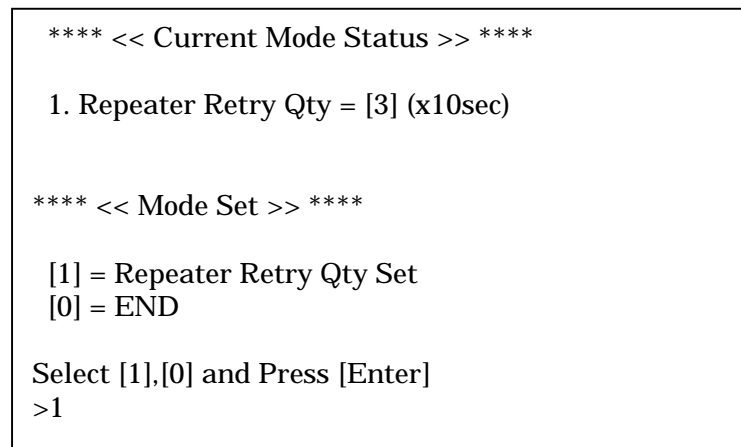 **** << Current Mode Status >> ****
1. Repeater Retry Qty = [3] (x10sec)
**** << Mode Set >> ****
[1] = Repeater Retry Qty Set
[0] = END
Select [1],[0] and Press [Enter]
>1